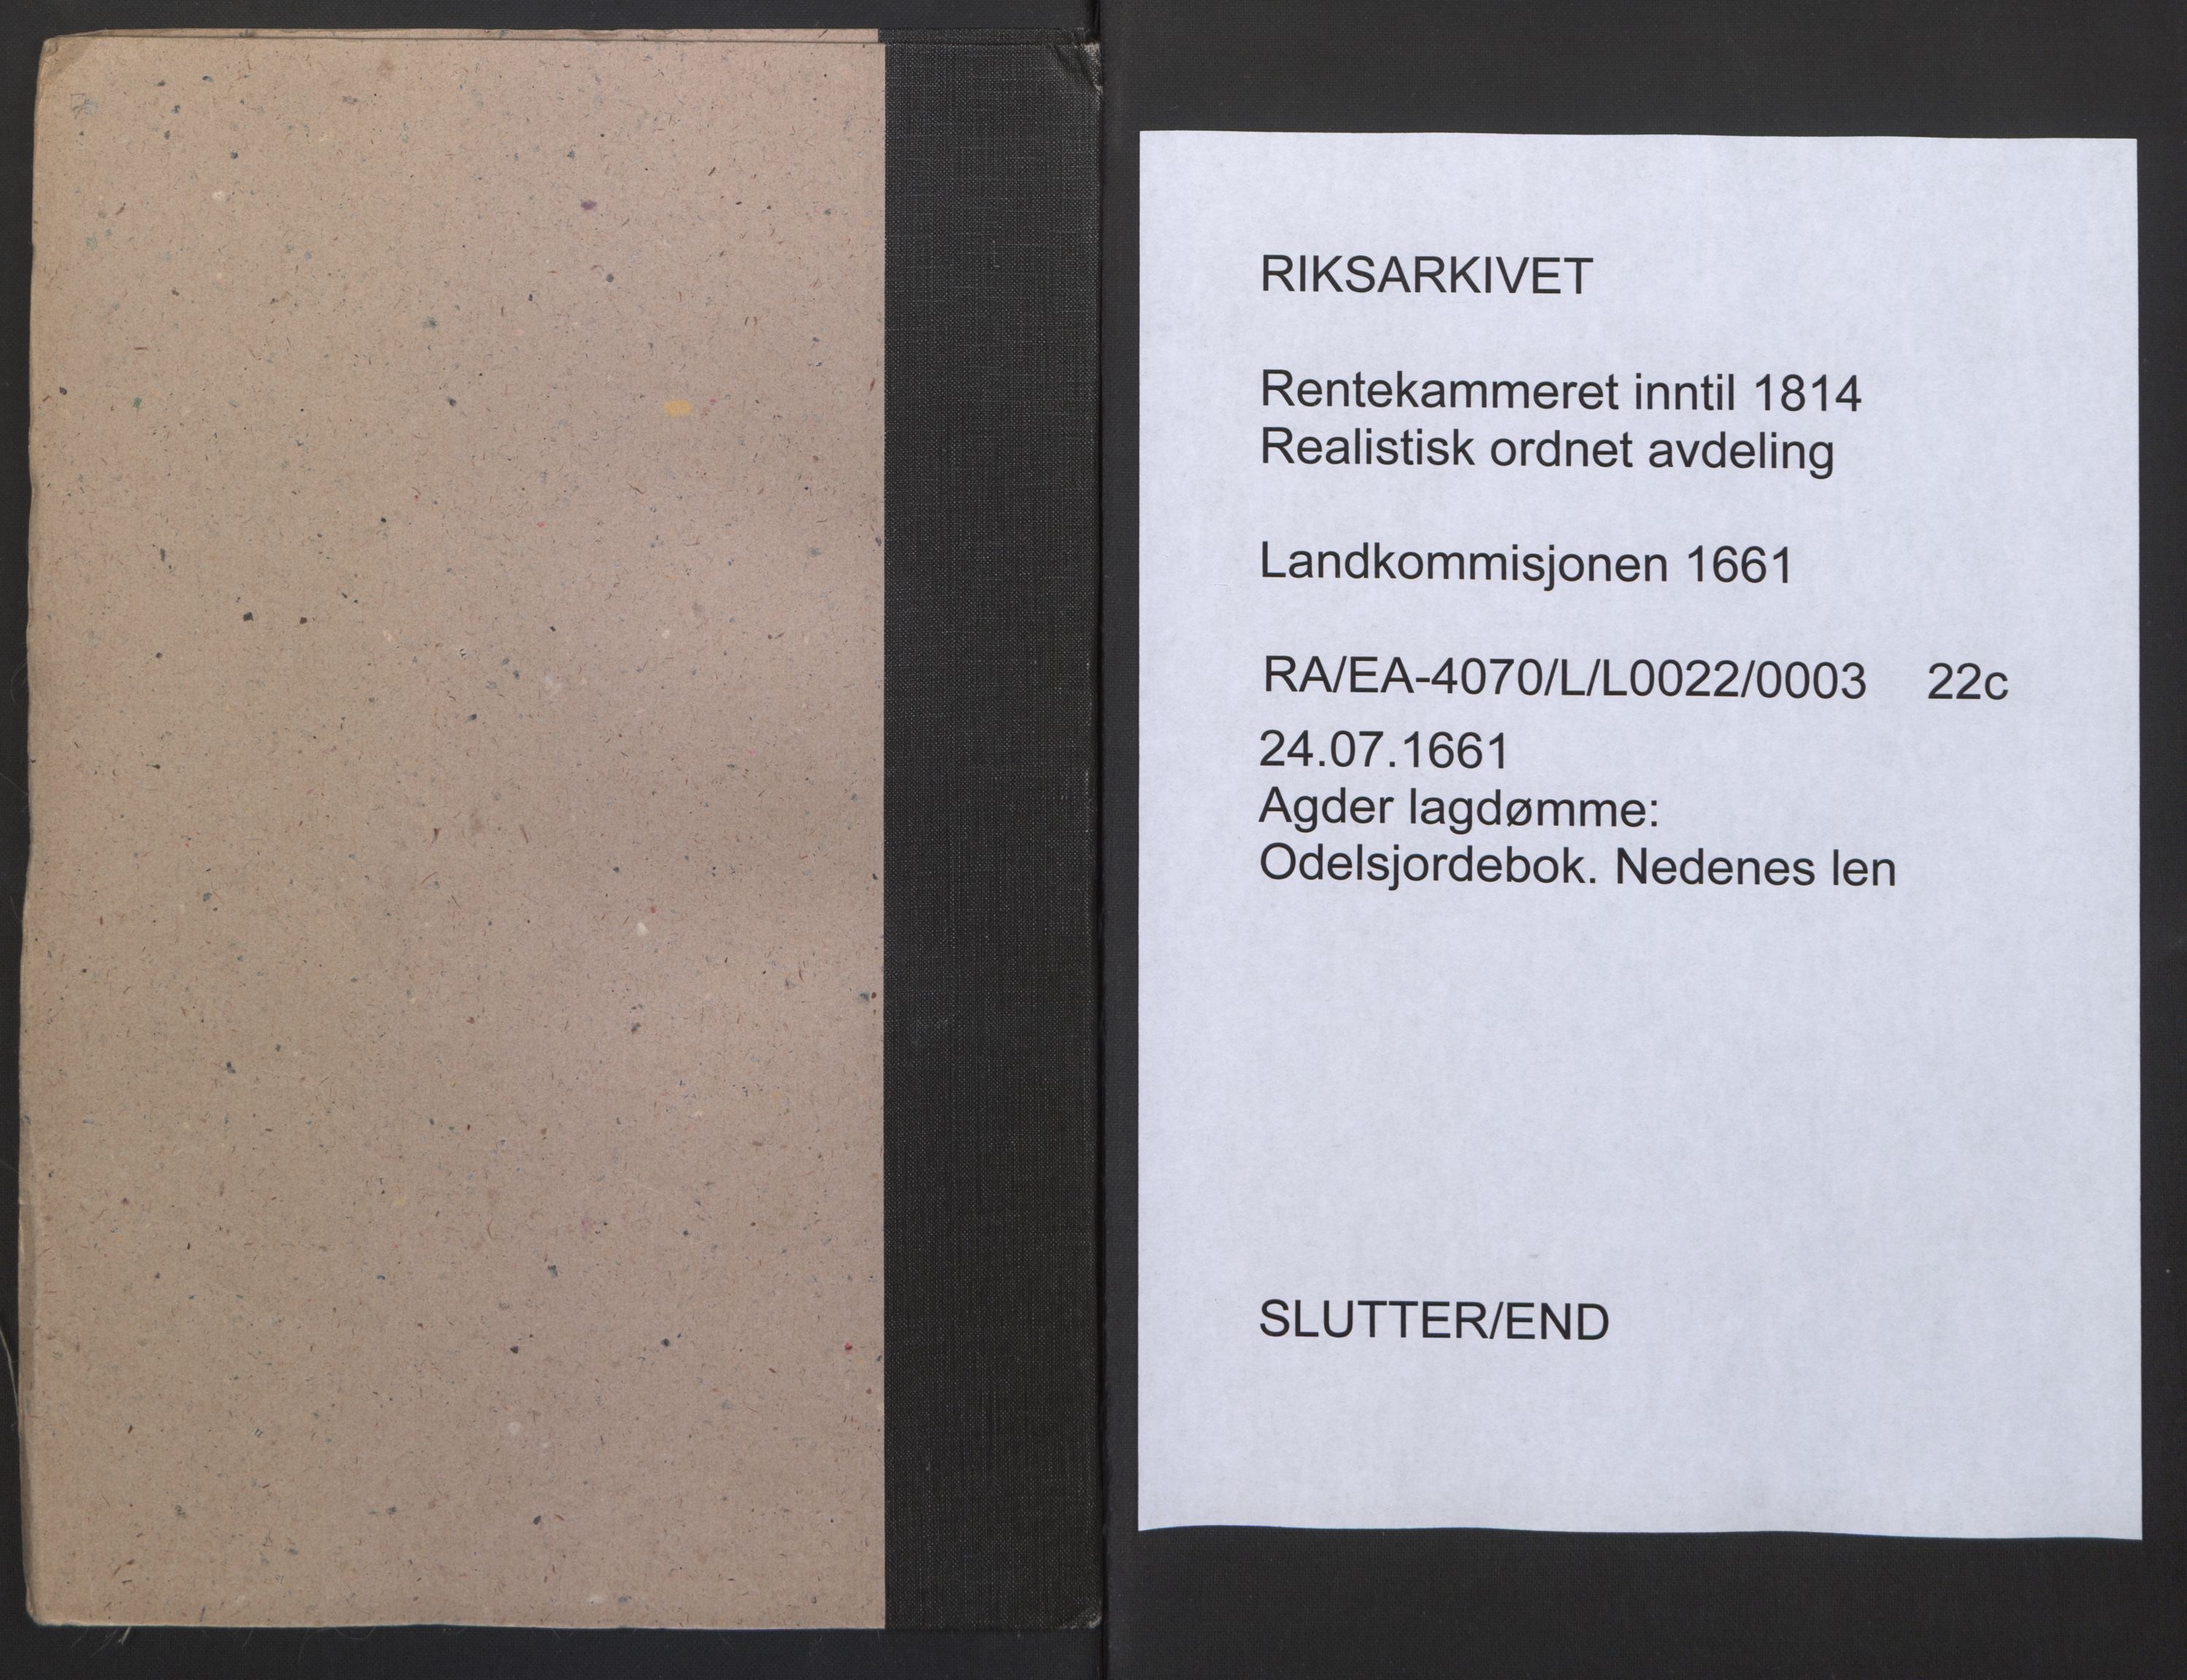 RIKSARKIVET
Rentekammeret inntil 1814
Realistisk ordnet avdeling
Landkommisjonen 1661
RA/EA-4070/L/L0022/0003 22c
24.07.1661
Agder lagdømme:
Odelsjordebok. Nedenes len
SLUTTER/END